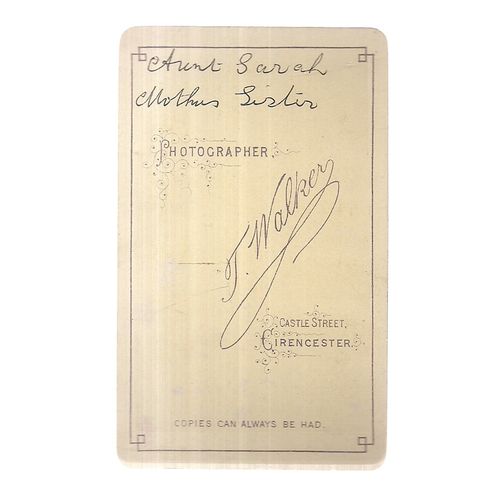 Aunt Sarah
Mothers Sister
PHOTOGRAPHER,
T. Walker
CASTLE STREET,
CIRENCESTER.
COPIES CAN ALWAYS BE HAD.